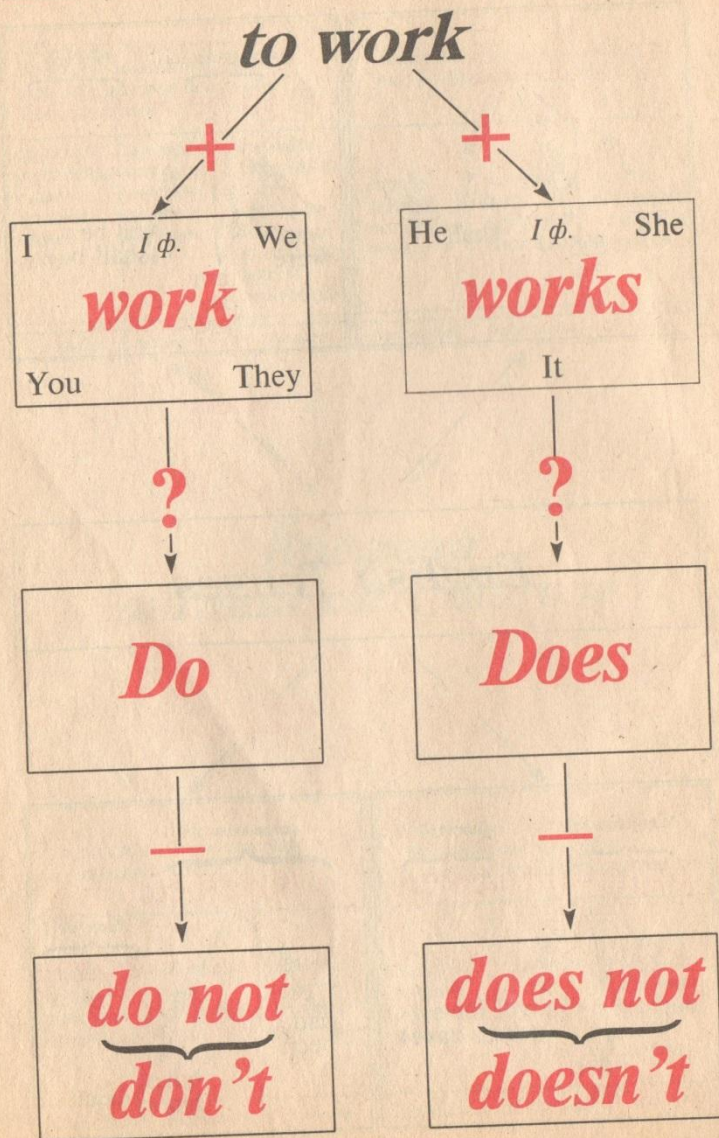 to work
+ +
I I ф. We
work
You They
He I ф. She
works
It
? ?
Do
Does
— —
do not
don't
does not
doesn't